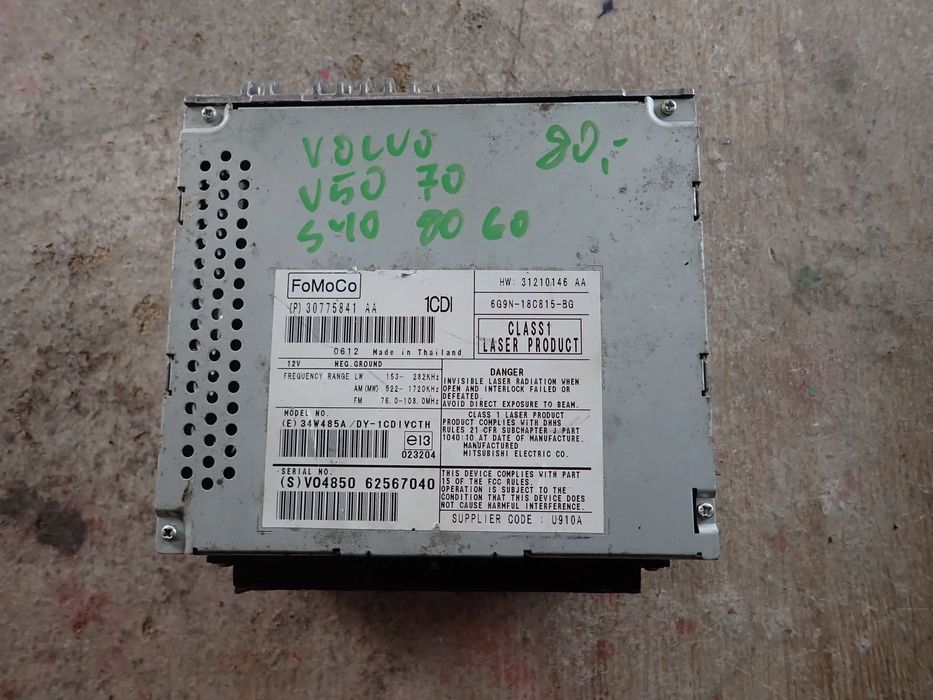 VOLVO 80,-
V50 70
S40 80 60
FoMoCo
(P) 30775841 AA 1CDI
0612 Made in Thailand
12V NEG.GROUND
FREQUENCY RANGE LW 153- 282KHz
AM(MW) 522- 1720KHz
FM 76.0-108.0MHz
MODEL NO.
(E) 34W485A /DY-1CDIVCTH
e13
023204
SERIAL NO.
(S) VO4850 62567040
HW: 31210146 AA
6G9N-18C815-BG
CLASS1
LASER PRODUCT
DANGER
INVISIBLE LASER RADIATION WHEN
OPEN AND INTERLOCK FAILED OR
DEFEATED.
AVOID DIRECT EXPOSURE TO BEAM.
CLASS 1 LASER PRODUCT
PRODUCT COMPLIES WITH DHHS
RULES 21 CFR SUBCHAPTER J PART
1040:10 AT DATE OF MANUFACTURE.
MANUFACTURED
MITSUBISHI ELECTRIC CO.
THIS DEVICE COMPLIES WITH PART
15 OF THE FCC RULES.
OPERATION IS SUBJECT TO THE
CONDITION THAT THIS DEVICE DOES
NOT CAUSE HARMFUL INTERFERENCE.
SUPPLIER CODE : U910A